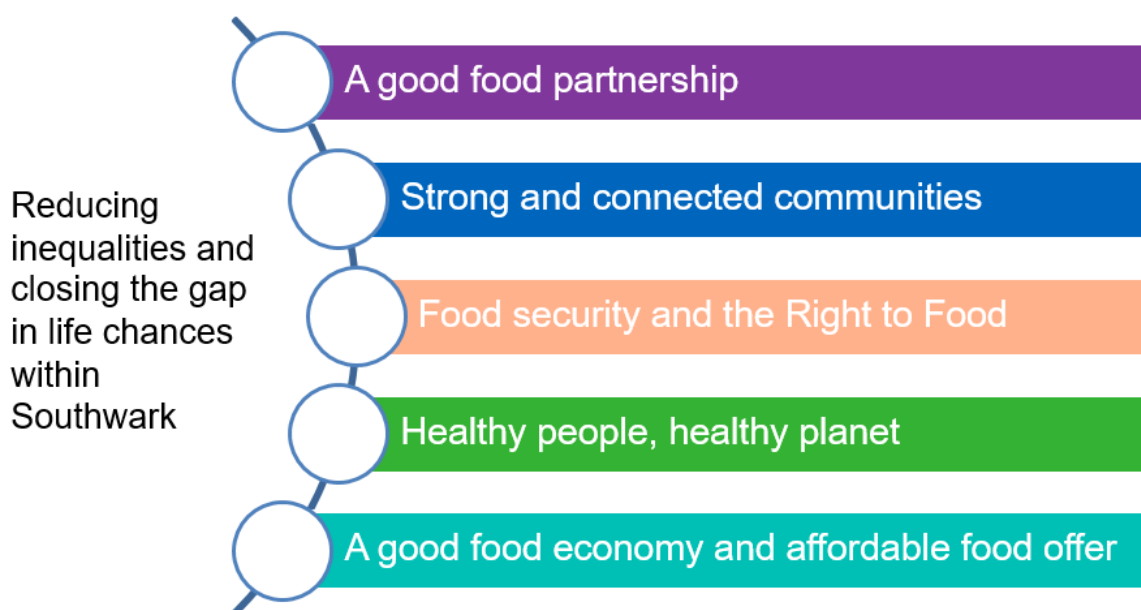 Reducing
inequalities and
closing the gap
in life chances
within
Southwark
A good food partnership
Strong and connected communities
Food security and the Right to Food
Healthy people, healthy planet
A good food economy and affordable food offer